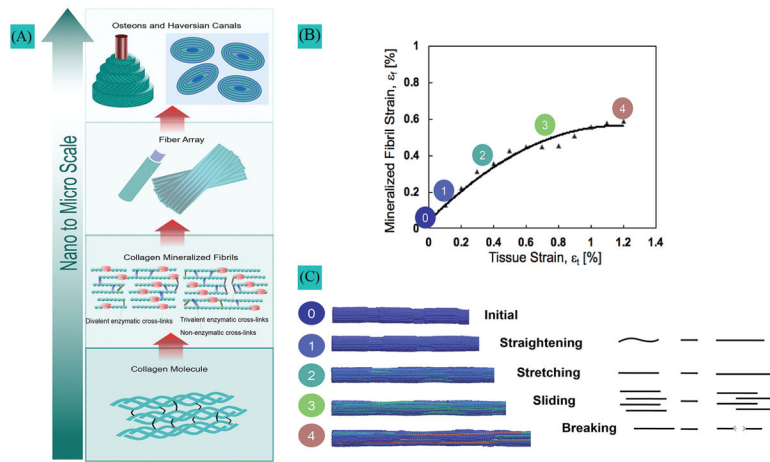 (A)
Nano to Micro Scale
Osteons and Haversian Canals
Fiber Array
Collagen Mineralized Fibrils
Divalent enzymatic cross-links
Trivalent enzymatic cross-links
Non-enzymatic cross-links
Collagen Molecule
(B)
Mineralized Fibril Strain, εf [%]
1
0.8
0.6
0.4
0.2
0
0
1
2
3
4
0 0.2 0.4 0.6 0.8 1 1.2 1.4
Tissue Strain, εt [%]
(C)
0 Initial
1 Straightening
2 Stretching
3 Sliding
4 Breaking